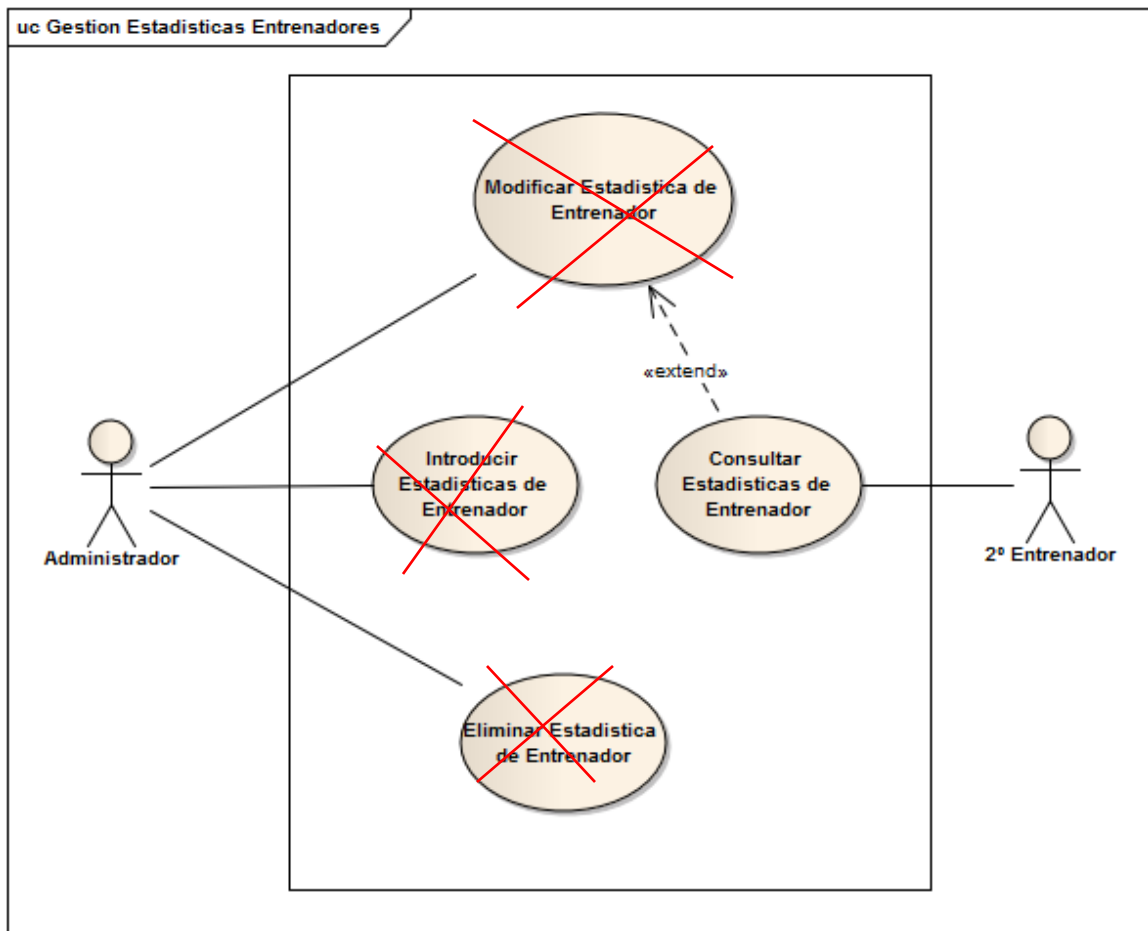 uc Gestion Estadisticas Entrenadores
Modificar Estadistica de
Entrenador
«extend»
Introducir
Estadisticas de
Entrenador
Consultar
Estadisticas de
Entrenador
Administrador
2º Entrenador
Eliminar Estadistica
de Entrenador